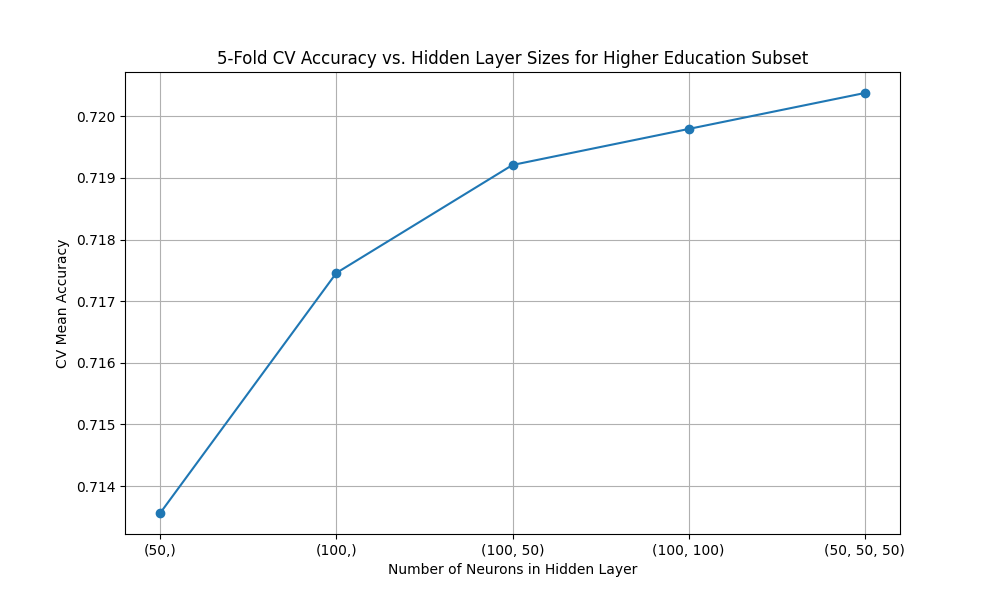 5-Fold CV Accuracy vs. Hidden Layer Sizes for Higher Education Subset
0.720
0.719
0.718
0.717
0.716
0.715
0.714
CV Mean Accuracy
(50,)
(100,)
(100, 50)
(100, 100)
(50, 50, 50)
Number of Neurons in Hidden Layer